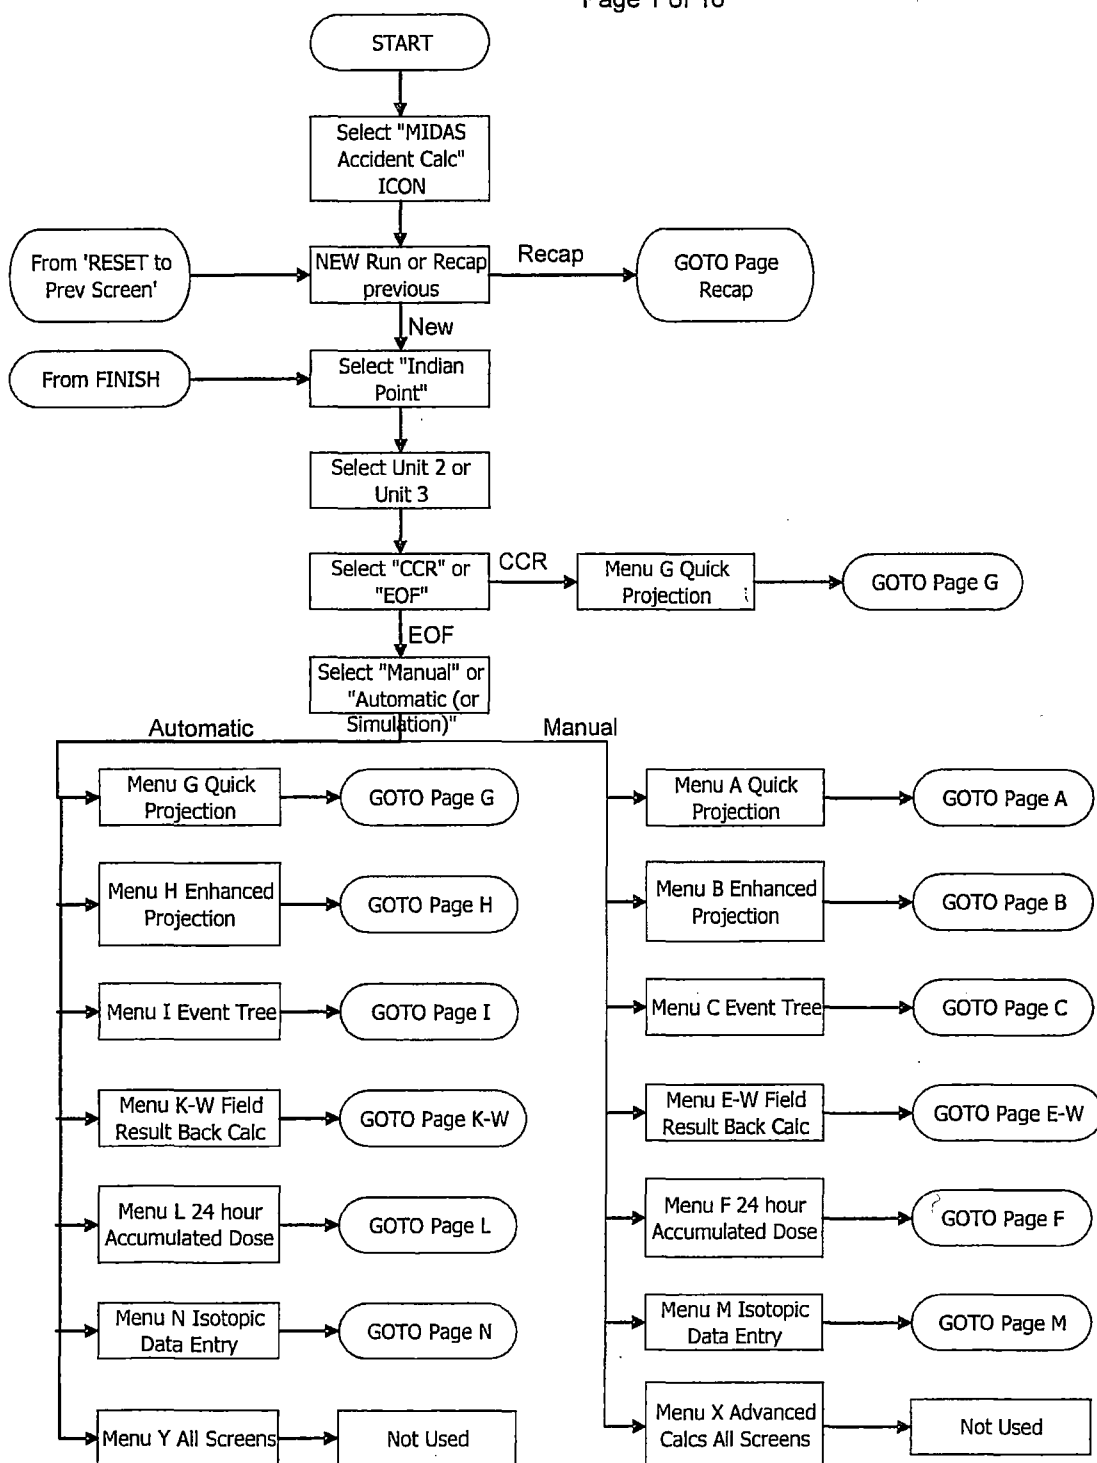 Page 1 of 16
START
Select "MIDAS
Accident Calc"
ICON
From 'RESET to
Prev Screen'
NEW Run or Recap
previous
Recap
GOTO Page
Recap
New
From FINISH
Select "Indian
Point"
Select Unit 2 or
Unit 3
Select "CCR" or
"EOF"
CCR
Menu G Quick
Projection
GOTO Page G
EOF
Select "Manual" or
"Automatic (or
Simulation)"
Automatic
Manual
Menu G Quick
Projection
GOTO Page G
Menu A Quick
Projection
GOTO Page A
Menu H Enhanced
Projection
GOTO Page H
Menu B Enhanced
Projection
GOTO Page B
Menu I Event Tree
GOTO Page I
Menu C Event Tree
GOTO Page C
Menu K-W Field
Result Back Calc
GOTO Page K-W
Menu E-W Field
Result Back Calc
GOTO Page E-W
Menu L 24 hour
Accumulated Dose
GOTO Page L
Menu F 24 hour
Accumulated Dose
GOTO Page F
Menu N Isotopic
Data Entry
GOTO Page N
Menu M Isotopic
Data Entry
GOTO Page M
Menu Y All Screens
Not Used
Menu X Advanced
Calcs All Screens
Not Used